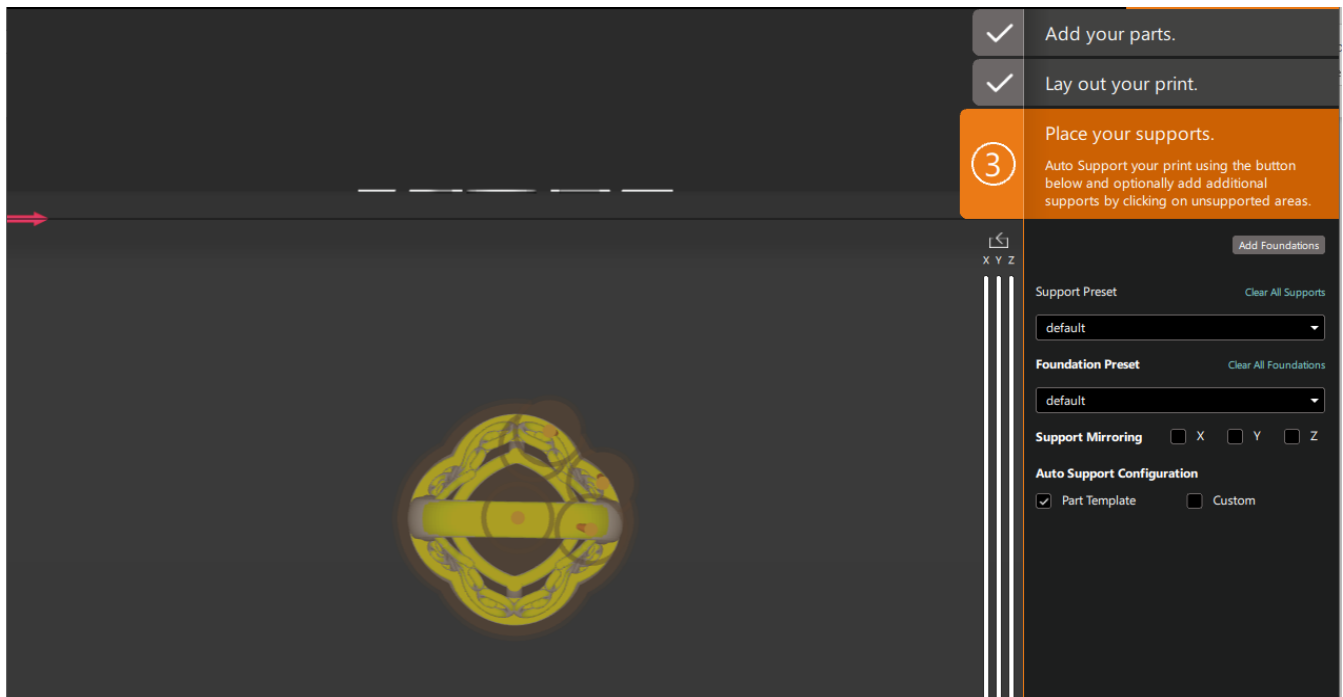 Add your parts.
Lay out your print.
3
Place your supports.
Auto Support your print using the button
below and optionally add additional
supports by clicking on unsupported areas.
Add Foundations
X Y Z
Support Preset Clear All Supports
default
Foundation Preset Clear All Foundations
default
Support Mirroring X Y Z
Auto Support Configuration
Part Template Custom